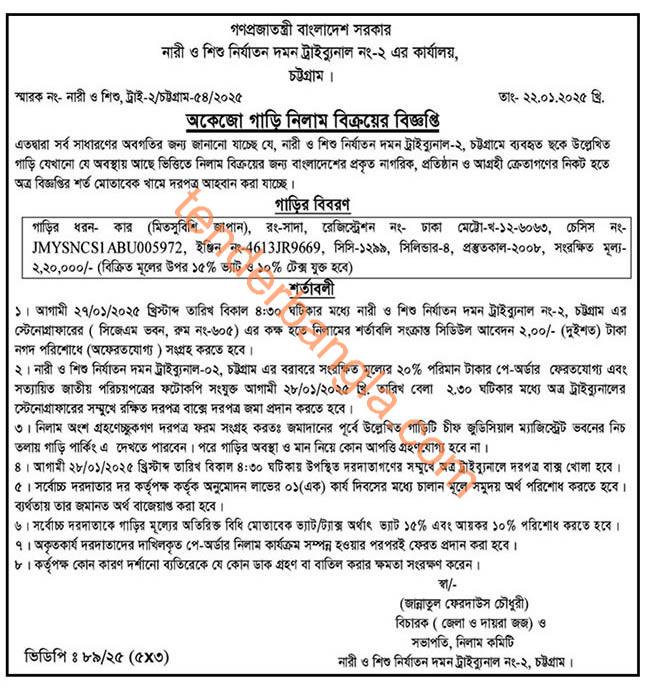 গণপ্রজাতন্ত্রী বাংলাদেশ সরকার
নারী ও শিশু নির্যাতন দমন ট্রাইব্যুনাল নং-২ এর কার্যালয়,
চট্টগ্রাম ।
স্মারক নং- নারী ও শিশু, ট্রাই-২/চট্টগ্রাম-৫৪/২০২৫ তাং- ২২.০১.২০২৫ খ্রি.
অকেজো গাড়ি নিলাম বিক্রয়ের বিজ্ঞপ্তি
এতদ্বারা সর্ব সাধারণের অবগতির জন্য জানানো যাচ্ছে যে, নারী ও শিশু নির্যাতন দমন ট্রাইব্যুনাল-২, চট্টগ্রামে ব্যবহৃত ছকে উল্লেখিত
গাড়ি যেখানে যে অবস্থায় আছে ভিত্তিতে নিলাম বিক্রয়ের জন্য বাংলাদেশের প্রকৃত নাগরিক, প্রতিষ্ঠান ও আগ্রহী ক্রেতাগণের নিকট হতে
অত্র বিজ্ঞপ্তির শর্ত মোতাবেক খামে দরপত্র আহবান করা যাচ্ছে।
গাড়ির বিবরণ
গাড়ির ধরন- কার (মিতসুবিশি জাপান), রং-সাদা, রেজিস্ট্রেশন নং- ঢাকা মেট্টো-খ-১২-৬০৬৩, চেসিস নং-
JMYSNCS1ABU005972, ইঞ্জিন নং-4613JR9669, সিসি-১২৯৯, সিলিন্ডার-৪, প্রস্তুতকাল-২০০৮, সংরক্ষিত মূল্য-
২,২০,০০০/- (বিক্রিত মূলের উপর ১৫% ভ্যাট ও ১০% টেক্স যুক্ত হবে)
শর্তাবলী
১ । আগামী ২৭/০১/২০২৫ খ্রিস্টাব্দ তারিখ বিকাল ৪:৩০ ঘটিকার মধ্যে নারী ও শিশু নির্যাতন দমন ট্রাইব্যুনাল নং-২, চট্টগ্রাম এর
স্টেনোগ্রাফারের ( সিজেএম ভবন, রুম নং-৬০৫) এর কক্ষ হতে নিলামের শর্তাবলি সংক্রান্ত সিডিউল আবেদন ২,০০/- (দুইশত) টাকা
নগদ পরিশোধে (অফেরতযোগ্য ) সংগ্রহ করতে হবে।
২ । নারী ও শিশু নির্যাতন দমন ট্রাইব্যুনাল-০২, চট্টগ্রাম এর বরাবরে সংরক্ষিত মূল্যের ২০% পরিমান টাকার পে-অর্ডার ফেরতযোগ্য এবং
সত্যায়িত জাতীয় পরিচয়পত্রের ফটোকপি সংযুক্ত আগামী ২৮/০১/২০২৫ খ্রি. তারিখ বেলা ২.৩০ ঘটিকার মধ্যে অত্র ট্রাইব্যুনালের
স্টেনোগ্রাফারের সম্মুখে রক্ষিত দরপত্র বাক্সে দরপত্র জমা প্রদান করতে হবে।
৩ । নিলাম অংশ গ্রহণেচ্ছুকগণ দরপত্র ফরম সংগ্রহ করতঃ জমাদানের পূর্বে উল্লেখিত গাড়িটি চীফ জুডিসিয়াল ম্যাজিস্ট্রেট ভবনের নিচ
তলায় গাড়ি পার্কিং এ দেখতে পারবেন। পরে গাড়ির অবস্থা ও মান নিয়ে কোন আপত্তি গ্রহণযোগ্য হবে না।
৪ । আগামী ২৮/০১/২০২৫ খ্রিস্টাব্দ তারিখ বিকাল ৪:৩০ ঘটিকায় উপস্থিত দরদাতাগণের সম্মুখে অত্র ট্রাইব্যুনালে দরপত্র বাক্স খোলা হবে।
৫ । সর্বোচ্চ দরদাতার দর কর্তৃপক্ষ কর্তৃক অনুমোদন লাভের ০১(এক) কার্য দিবসের মধ্যে চালান মূলে সমুদয় অর্থ পরিশোধ করতে হবে।
ব্যর্থতায় তার জমানত অর্থ বাজেয়াপ্ত করা হবে।
৬ । সর্বোচ্চ দরদাতাকে গাড়ির মূল্যের অতিরিক্ত বিধি মোতাবেক ভ্যাট/ট্যাক্স অর্থাৎ ভ্যাট ১৫% এবং আয়কর ১০% পরিশোধ করতে হবে।
৭ । অকৃতকার্য দরদাতাদের দাখিলকৃত পে-অর্ডার নিলাম কার্যক্রম সম্পন্ন হওয়ার পরপরই ফেরত প্রদান করা হবে ।
৮ । কর্তৃপক্ষ কোন কারণ দর্শানো ব্যতিরেকে যে কোন ডাক গ্রহণ বা বাতিল করার ক্ষমতা সংরক্ষণ করেন।
স্বা/-
(জান্নাতুল ফেরদাউস চৌধুরী)
বিচারক ( জেলা ও দায়রা জজ) ও
সভাপতি, নিলাম কমিটি
নারী ও শিশু নির্যাতন দমন ট্রাইব্যুনাল নং-২, চট্টগ্রাম।
ভিডিপি : ৮৯/২৫ (৫X৩)
tenderbangla.com